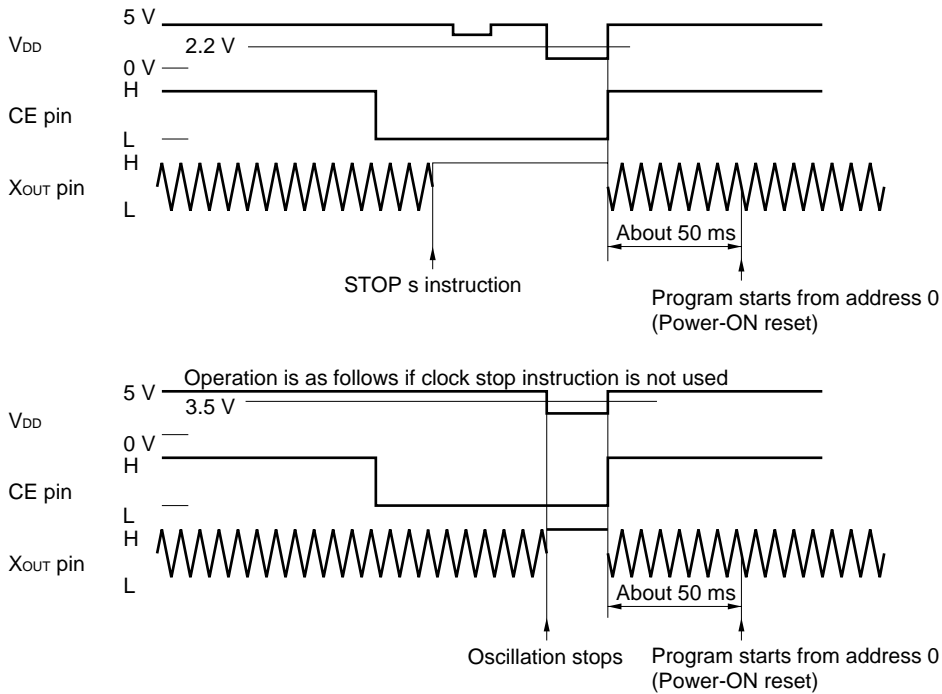 5 V
VDD
2.2 V
0 V
H
CE pin
L
H
XOUT pin
L
About 50 ms
STOP s instruction
Program starts from address 0
(Power-ON reset)
Operation is as follows if clock stop instruction is not used
5 V
3.5 V
VDD
0 V
H
CE pin
L
H
XOUT pin
L
About 50 ms
Oscillation stops
Program starts from address 0
(Power-ON reset)